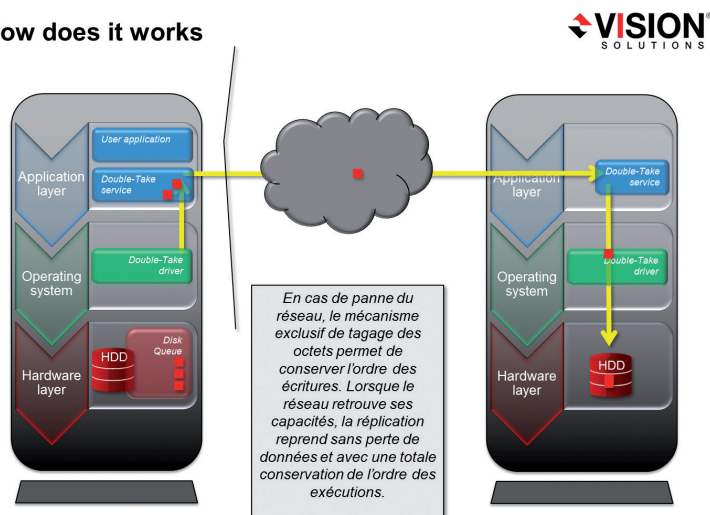 ow does it works
VISION®
SOLUTIONS
User application
Application
layer
Double-Take
service
Double-Take
driver
Operating
system
Disk
Queue
HDD
Hardware
layer
En cas de panne du
réseau, le mécanisme
exclusif de tagage des
octets permet de
conserver l'ordre des
écritures. Lorsque le
réseau retrouve ses
capacités, la réplication
reprend sans perte de
données et avec une totale
conservation de l'ordre des
exécutions.
Application
layer
Double-Take
service
Double-Take
driver
Operating
system
HDD
Hardware
layer